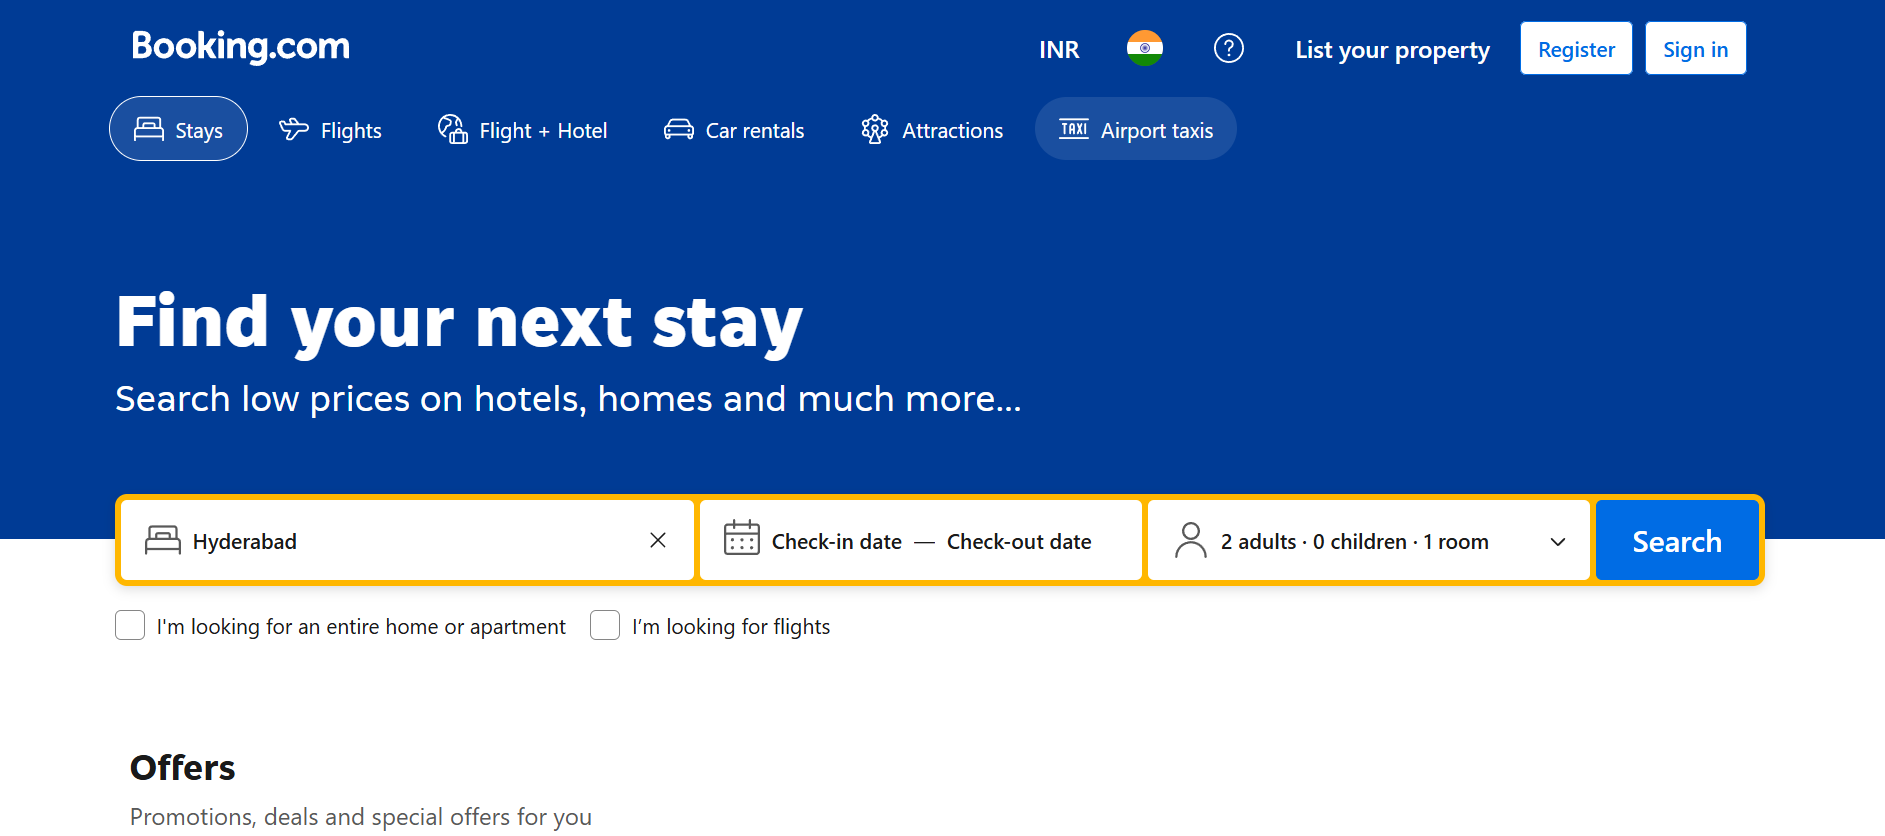 Booking.com
INR
List your property
Register
Sign in
Stays
Flights
Flight + Hotel
Car rentals
Attractions
TAXI
Airport taxis
Find your next stay
Search low prices on hotels, homes and much more...
Hyderabad
Check-in date — Check-out date
2 adults · 0 children · 1 room
Search
I'm looking for an entire home or apartment
I’m looking for flights
Offers
Promotions, deals and special offers for you